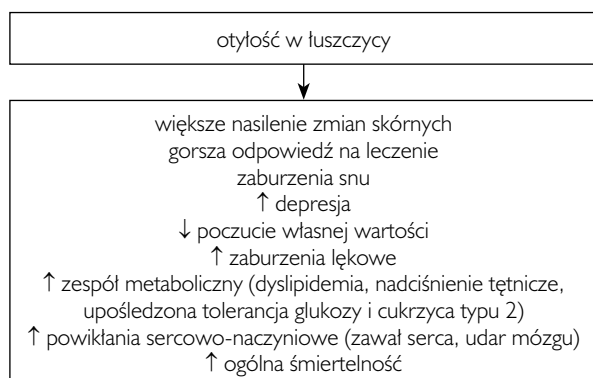 otyłość w łuszczycy
większe nasilenie zmian skórnych
gorsza odpowiedź na leczenie
zaburzenia snu
↑ depresja
↓ poczucie własnej wartości
↑ zaburzenia lękowe
↑ zespół metaboliczny (dyslipidemia, nadciśnienie tętnicze,
upośledzona tolerancja glukozy i cukrzyca typu 2)
↑ powikłania sercowo-naczyniowe (zawał serca, udar mózgu)
↑ ogólna śmiertelność